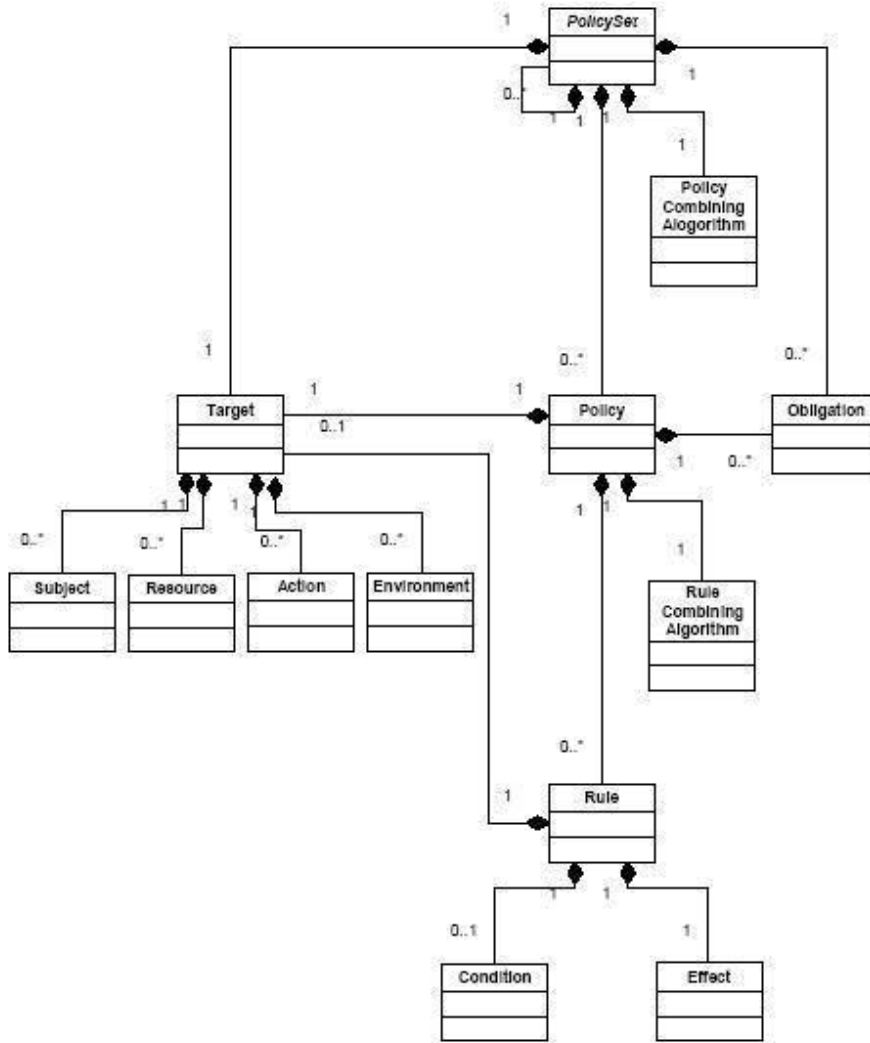 1
PolicySet
1
0..*
1
1
1
1
Policy
Combining
Alogorithm
1
0..*
0..*
1
1
Target
0..1
Policy
Obligation
1
0..*
1
1
1
1
1
1
0..*
0..*
0..*
0..*
1
Subject
Resource
Action
Environment
Rule
Combining
Algorithm
0..*
1
Rule
1
1
0..1
1
Condition
Effect